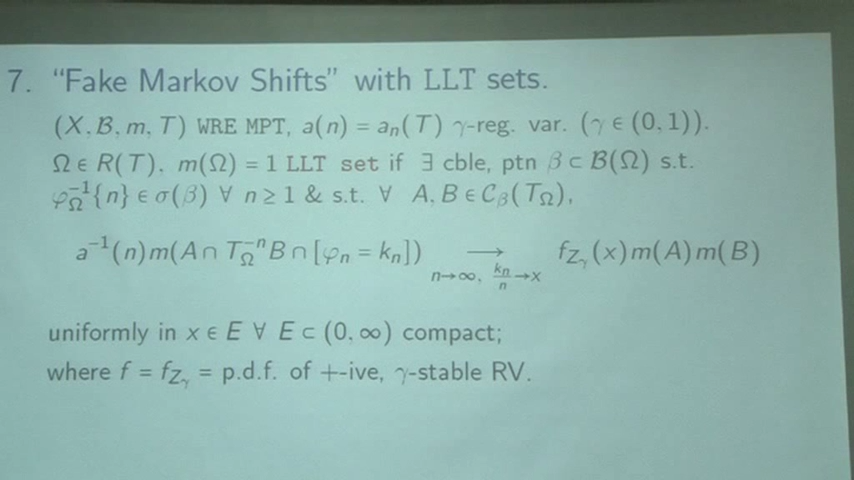 7. “Fake Markov Shifts” with LLT sets.
(X, B, m, T) WRE MPT, a(n) = aₙ(T) γ-reg. var. (γ ∈ (0,1)).
Ω ∈ R(T), m(Ω) = 1 LLT set if ∃ cble, ptn β ⊂ B(Ω) s.t.
φ_Ω^{-1}{n} ∈ σ(β) ∀ n ≥ 1 & s.t. ∀ A, B ∈ C_β(T_Ω),
a^{-1}(n)m(A ∩ T_Ω^{-n}B ∩ [φ_n = k_n]) ⟶_{n→∞, k_n/n→x} f_{Z_γ}(x)m(A)m(B)
uniformly in x ∈ E ∀ E ⊂ (0, ∞) compact;
where f = f_{Z_γ} = p.d.f. of +-ive, γ-stable RV.